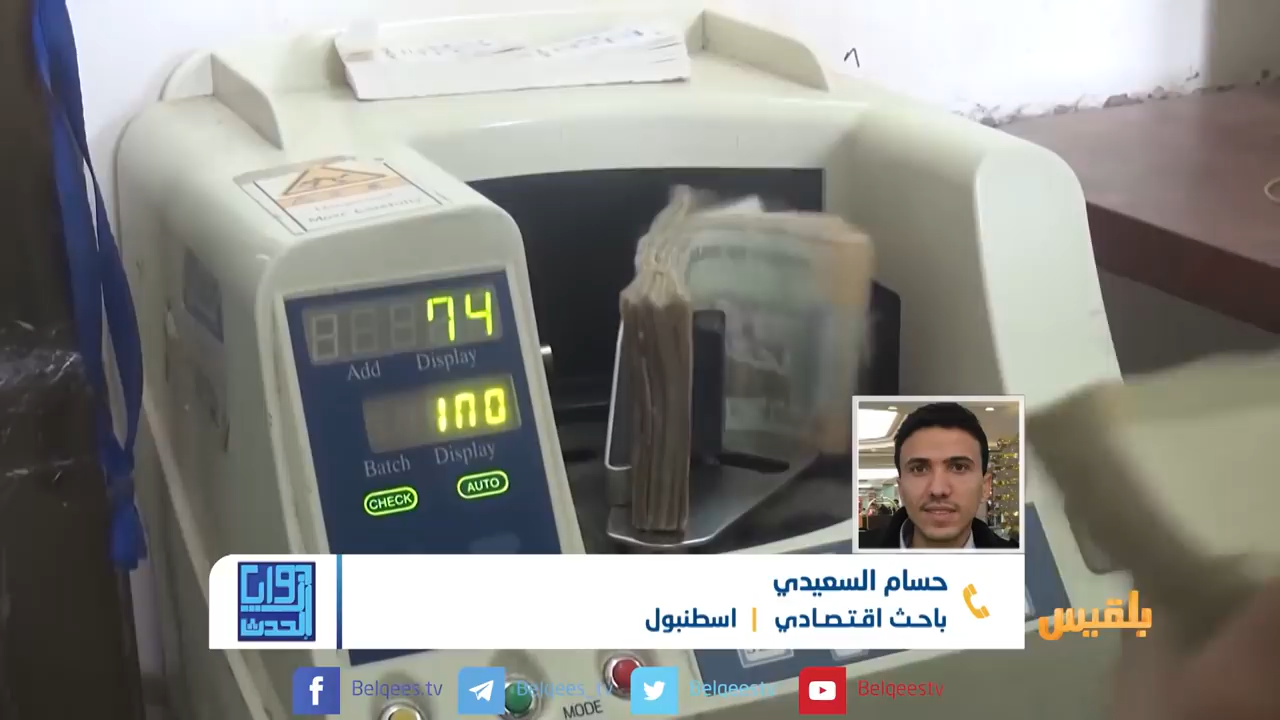 74
Add Display
100
Batch Display
CHECK AUTO
حسام السعيدي
باحث اقتصادي | اسطنبول
زوايا الحدث
بلقيس
Belqees.tv
Belqees_tv
Belqeestv
Belqeestv
MODE